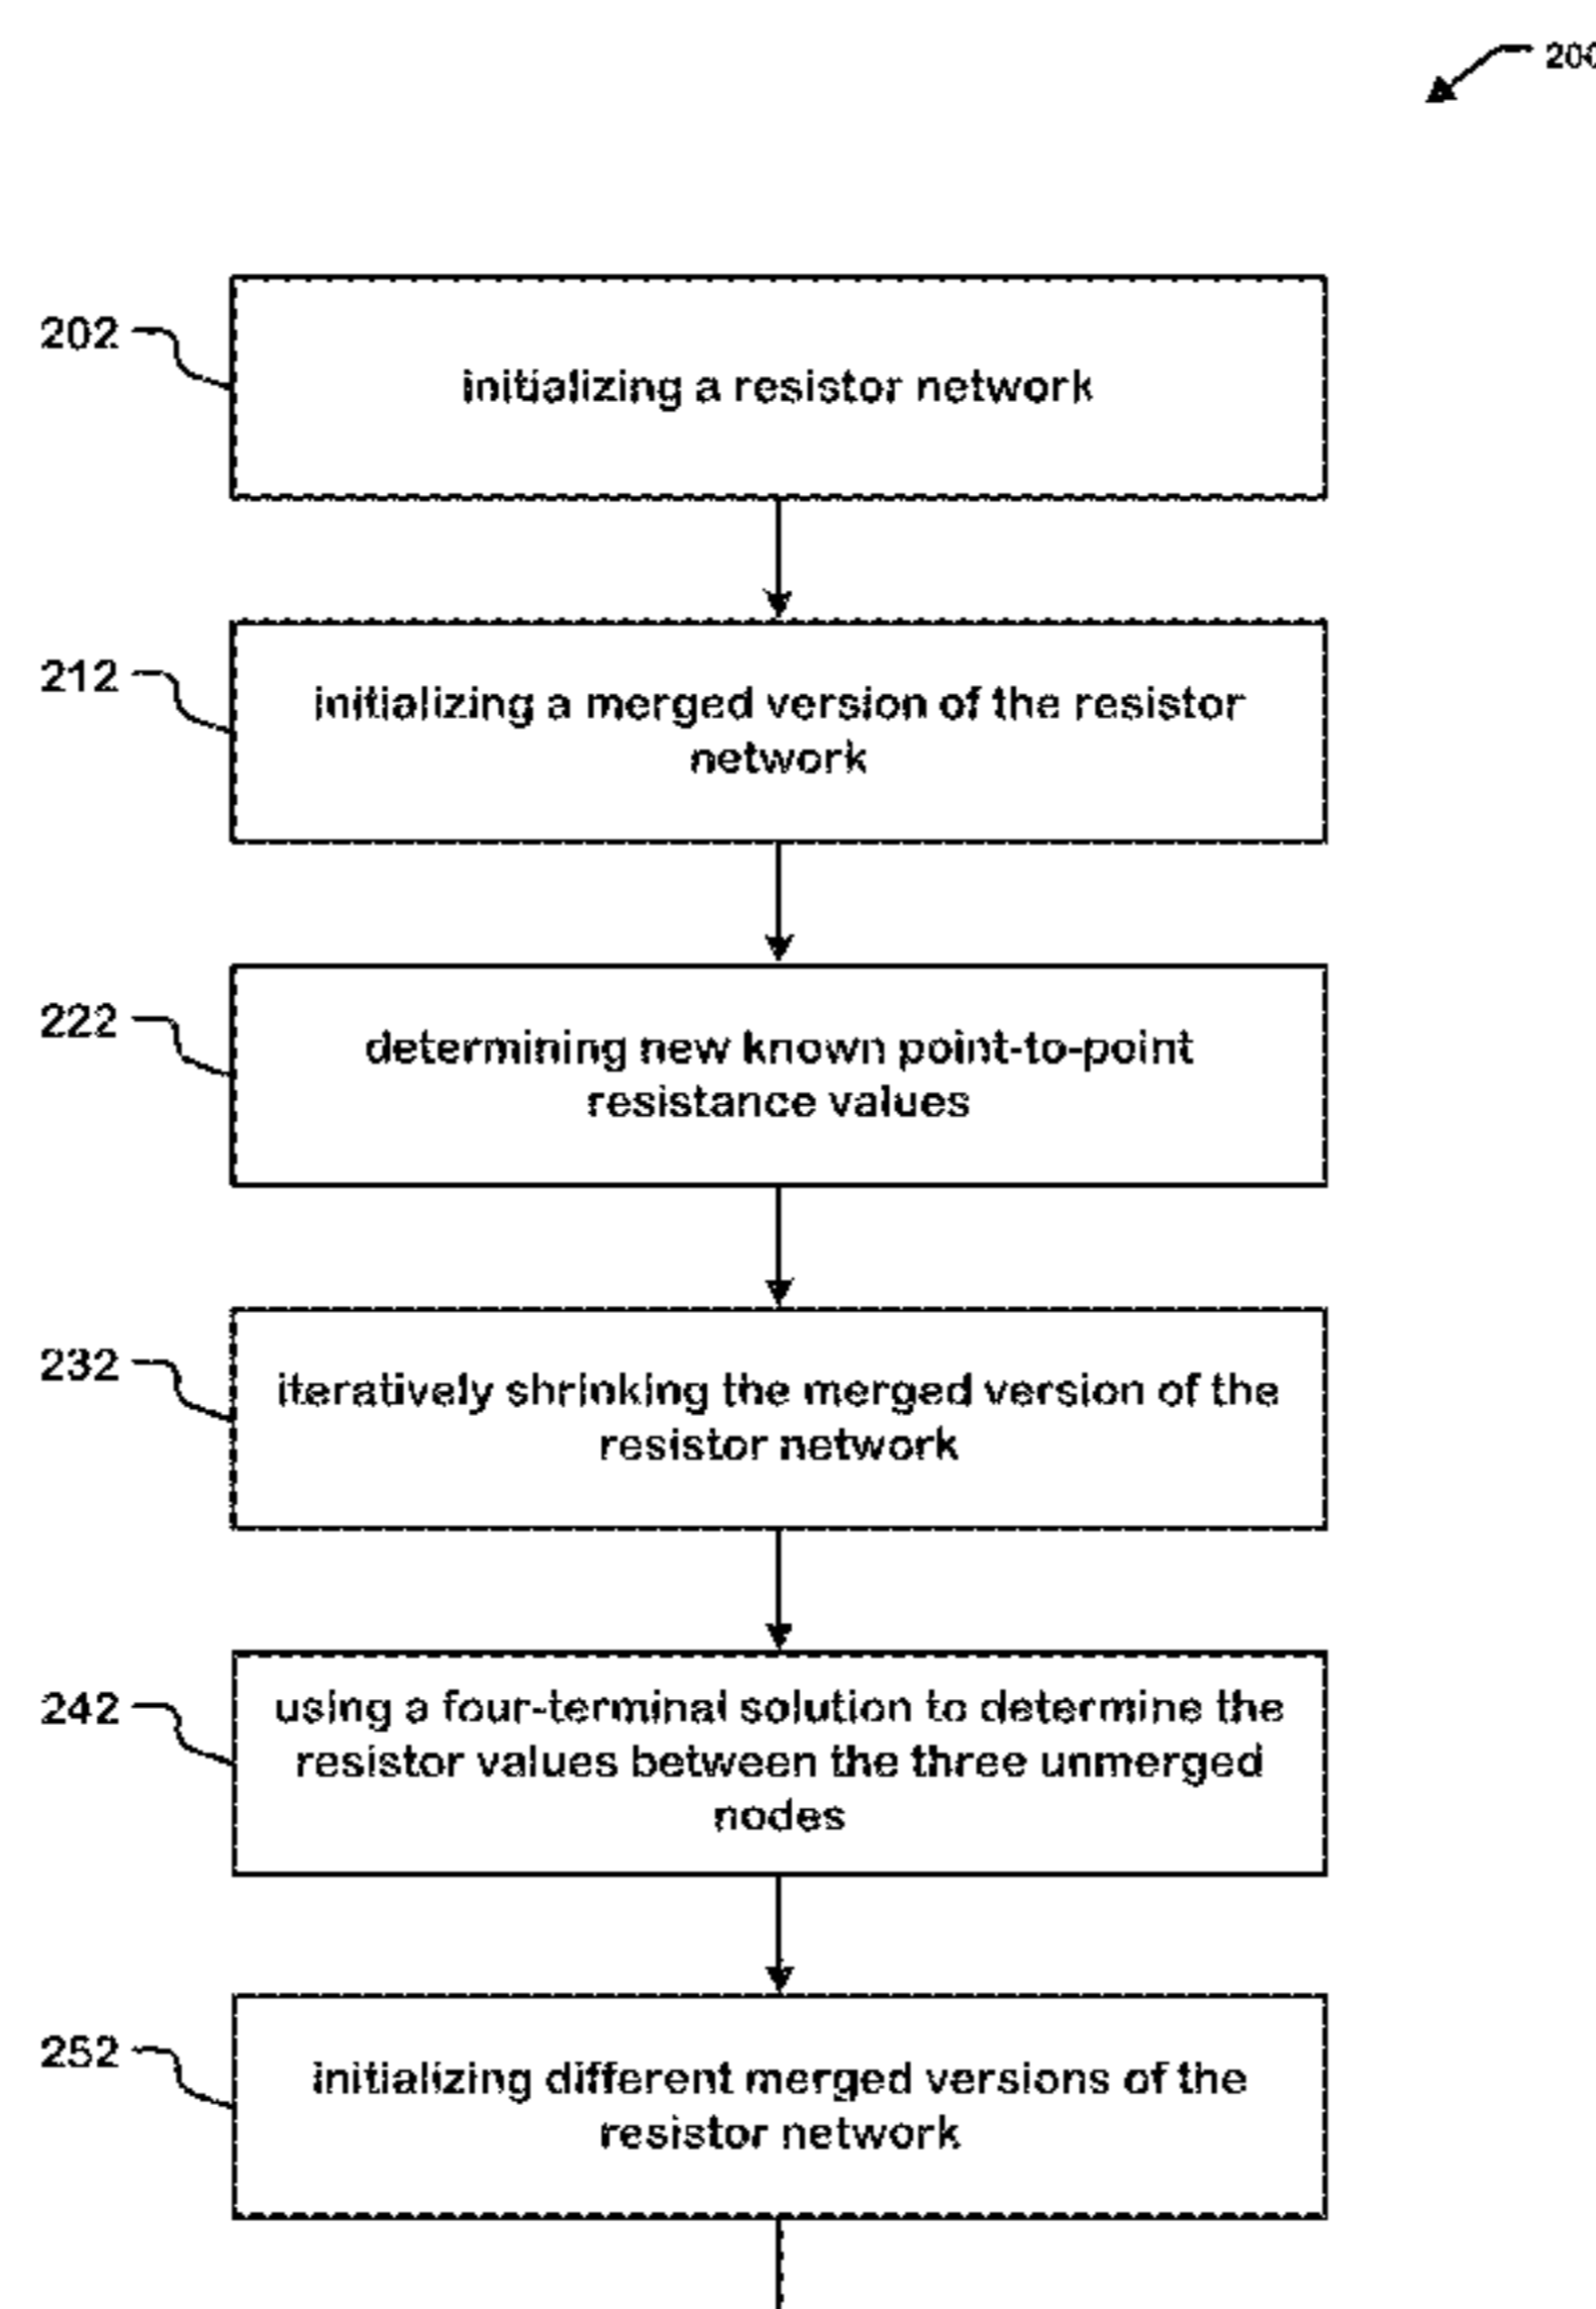 202
initializing a resistor network
212
initializing a merged version of the resistor
network
222
determining new known point-to-point
resistance values
232
iteratively shrinking the merged version of the
resistor network
242
using a four-terminal solution to determine the
resistor values between the three unmerged
nodes
252
initializing different merged versions of the
resistor network